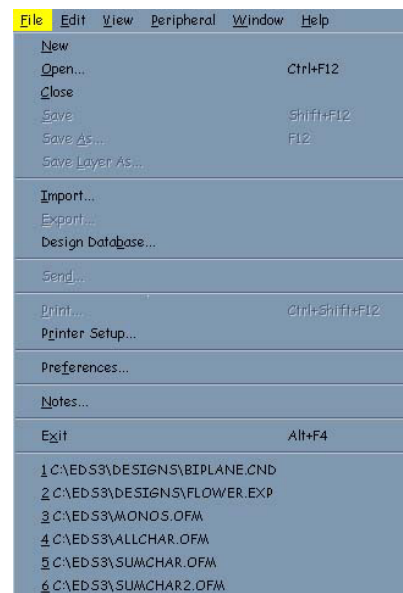 File Edit View Peripheral Window Help
New
Open... Ctrl+F12
Close
Save Shift+F12
Save As... F12
Save Layer As...
Import...
Export...
Design Database...
Send...
Print... Ctrl+Shift+F12
Printer Setup...
Preferences...
Notes...
Exit Alt+F4
1 C:\EDS3\DESIGNS\BIPLANE.CND
2 C:\EDS3\DESIGNS\FLOWER.EXP
3 C:\EDS3\MONOS.OFM
4 C:\EDS3\ALLCHAR.OFM
5 C:\EDS3\SUMCHAR.OFM
6 C:\EDS3\SUMCHAR2.OFM